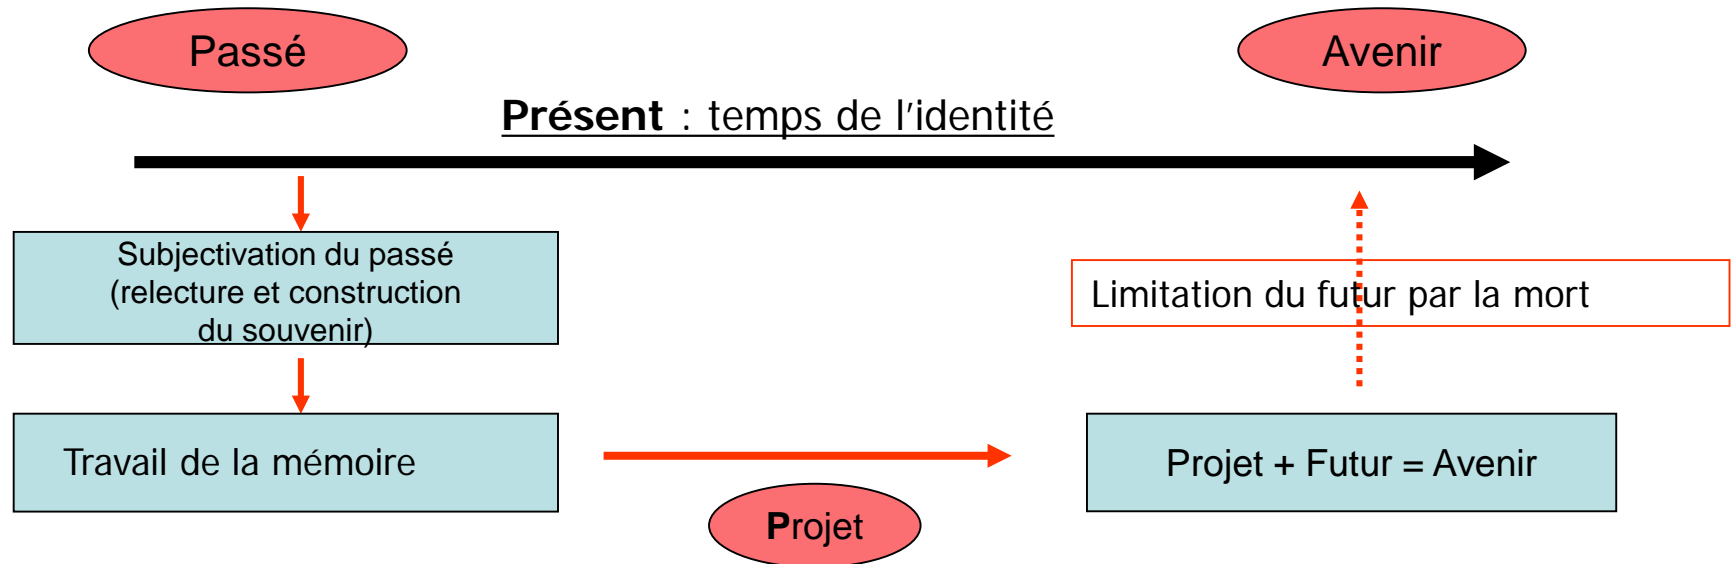 Passé
Avenir
Présent : temps de l'identité
Subjectivation du passé
(relecture et construction
du souvenir)
Limitation du futur par la mort
Travail de la mémoire
Projet + Futur = Avenir
Projet